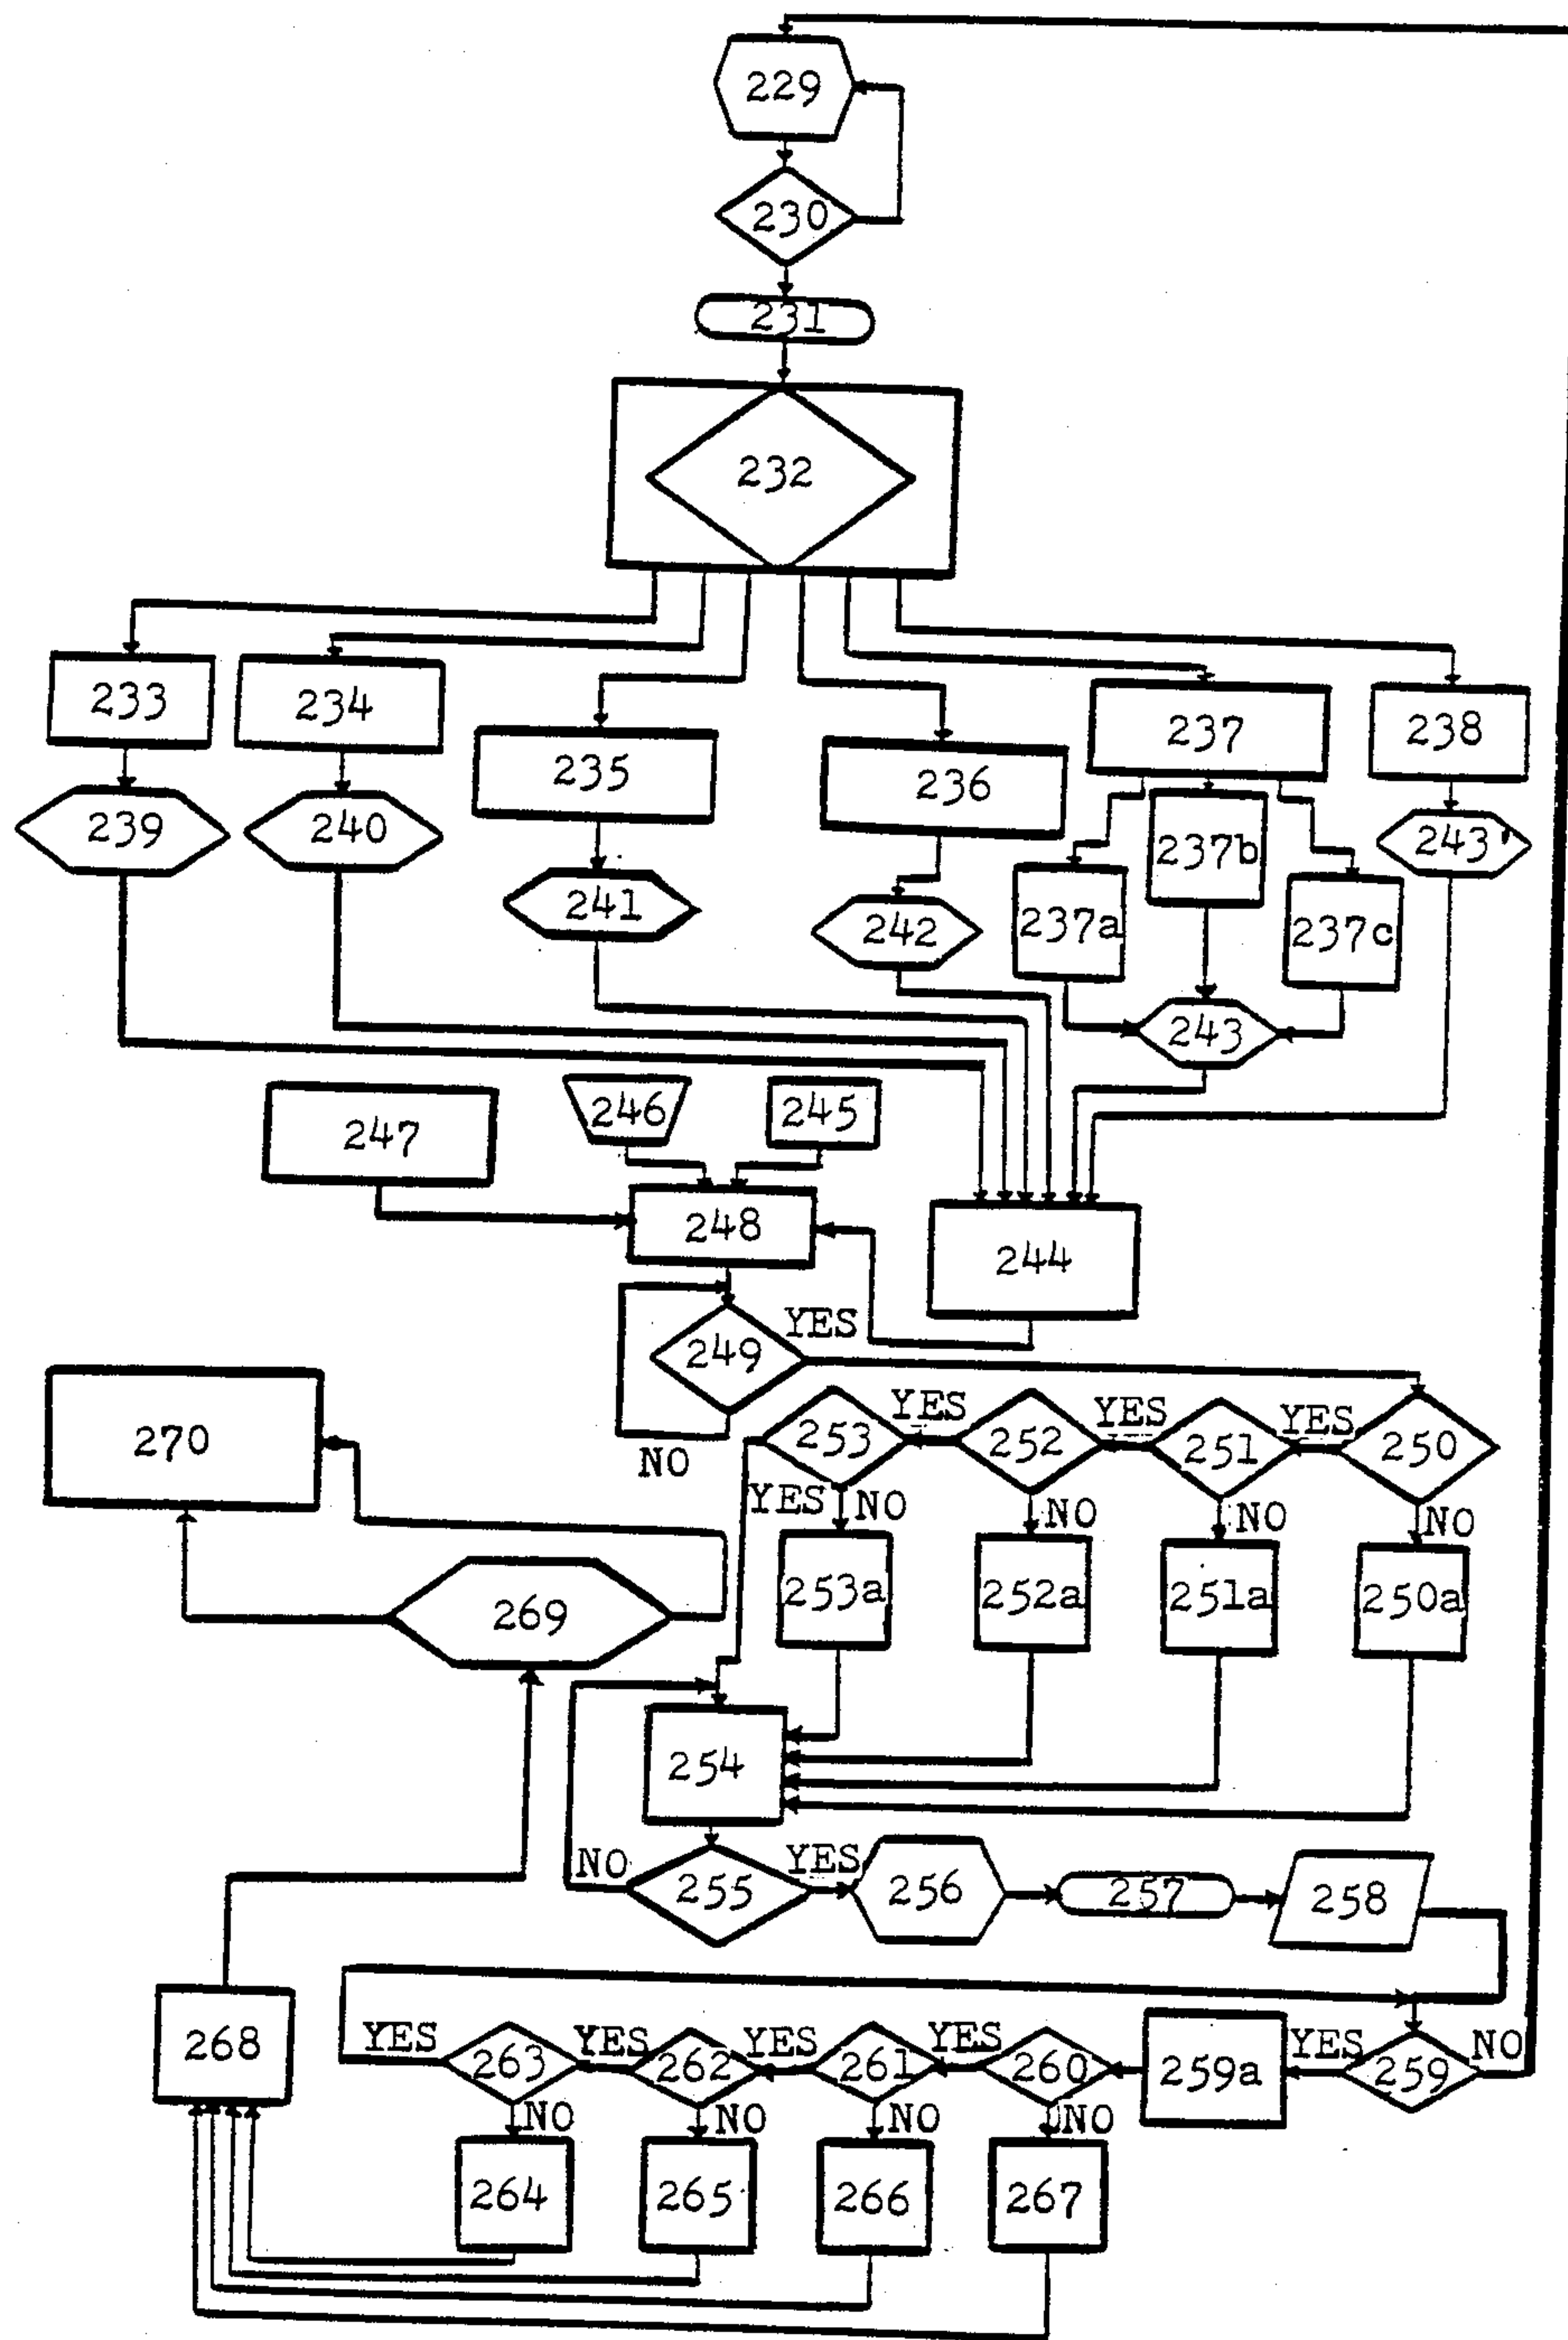 229
230
231
232
233
234
235
236
237
238
239
240
241
242
237a
237b
237c
243'
243
247
246
245
248
244
249
YES
NO
270
253
YES
252
YES
251
YES
250
YES
NO
NO
NO
NO
253a
252a
251a
250a
269
254
NO
255
YES
256
257
258
268
YES
263
YES
262
YES
261
YES
260
259a
YES
259
NO
NO
NO
NO
NO
264
265
266
267